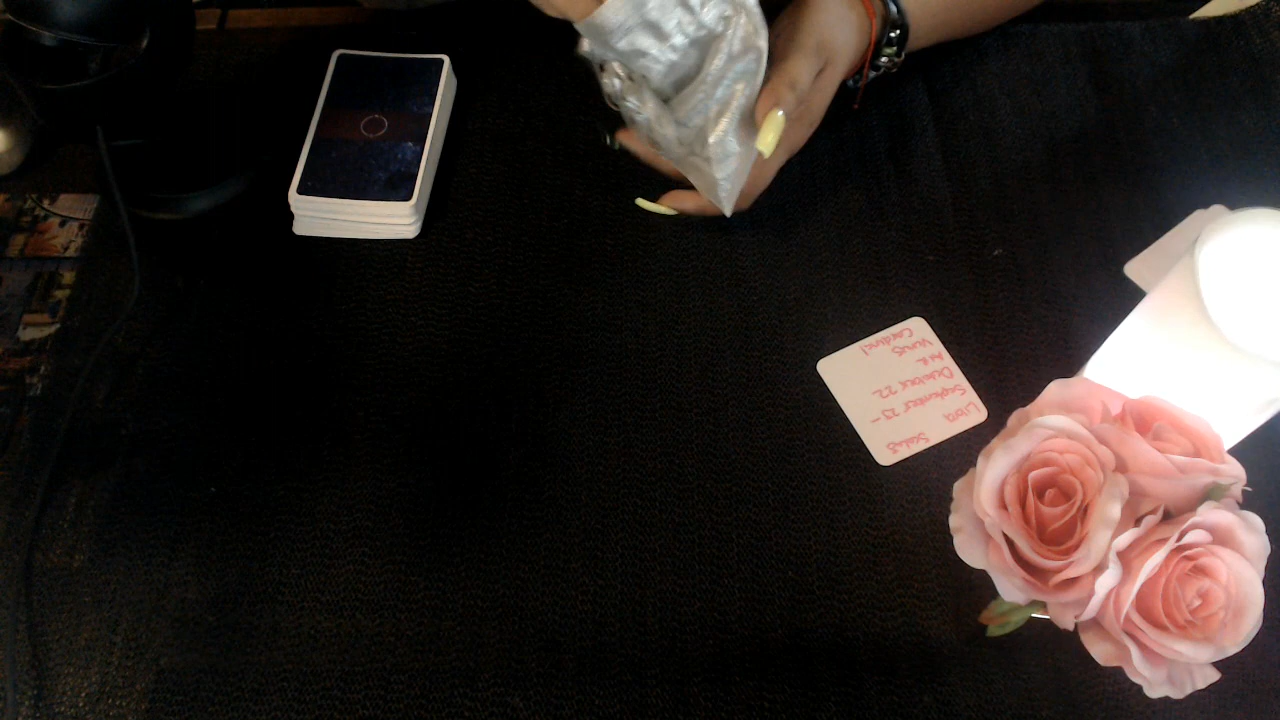 Libra Scales
September 23 -
October 22
Air
Venus
Cardinal